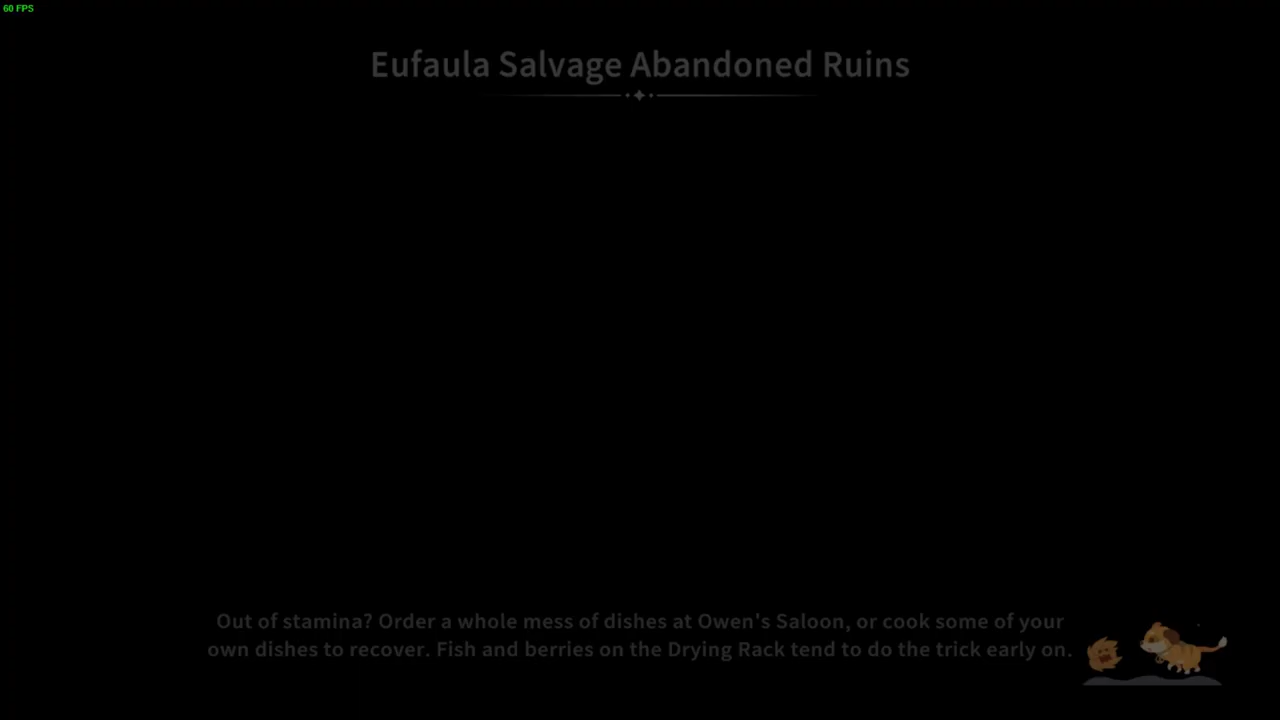 60 FPS
Eufaula Salvage Abandoned Ruins
Out of stamina? Order a whole mess of dishes at Owen's Saloon, or cook some of your
own dishes to recover. Fish and berries on the Drying Rack tend to do the trick early on.